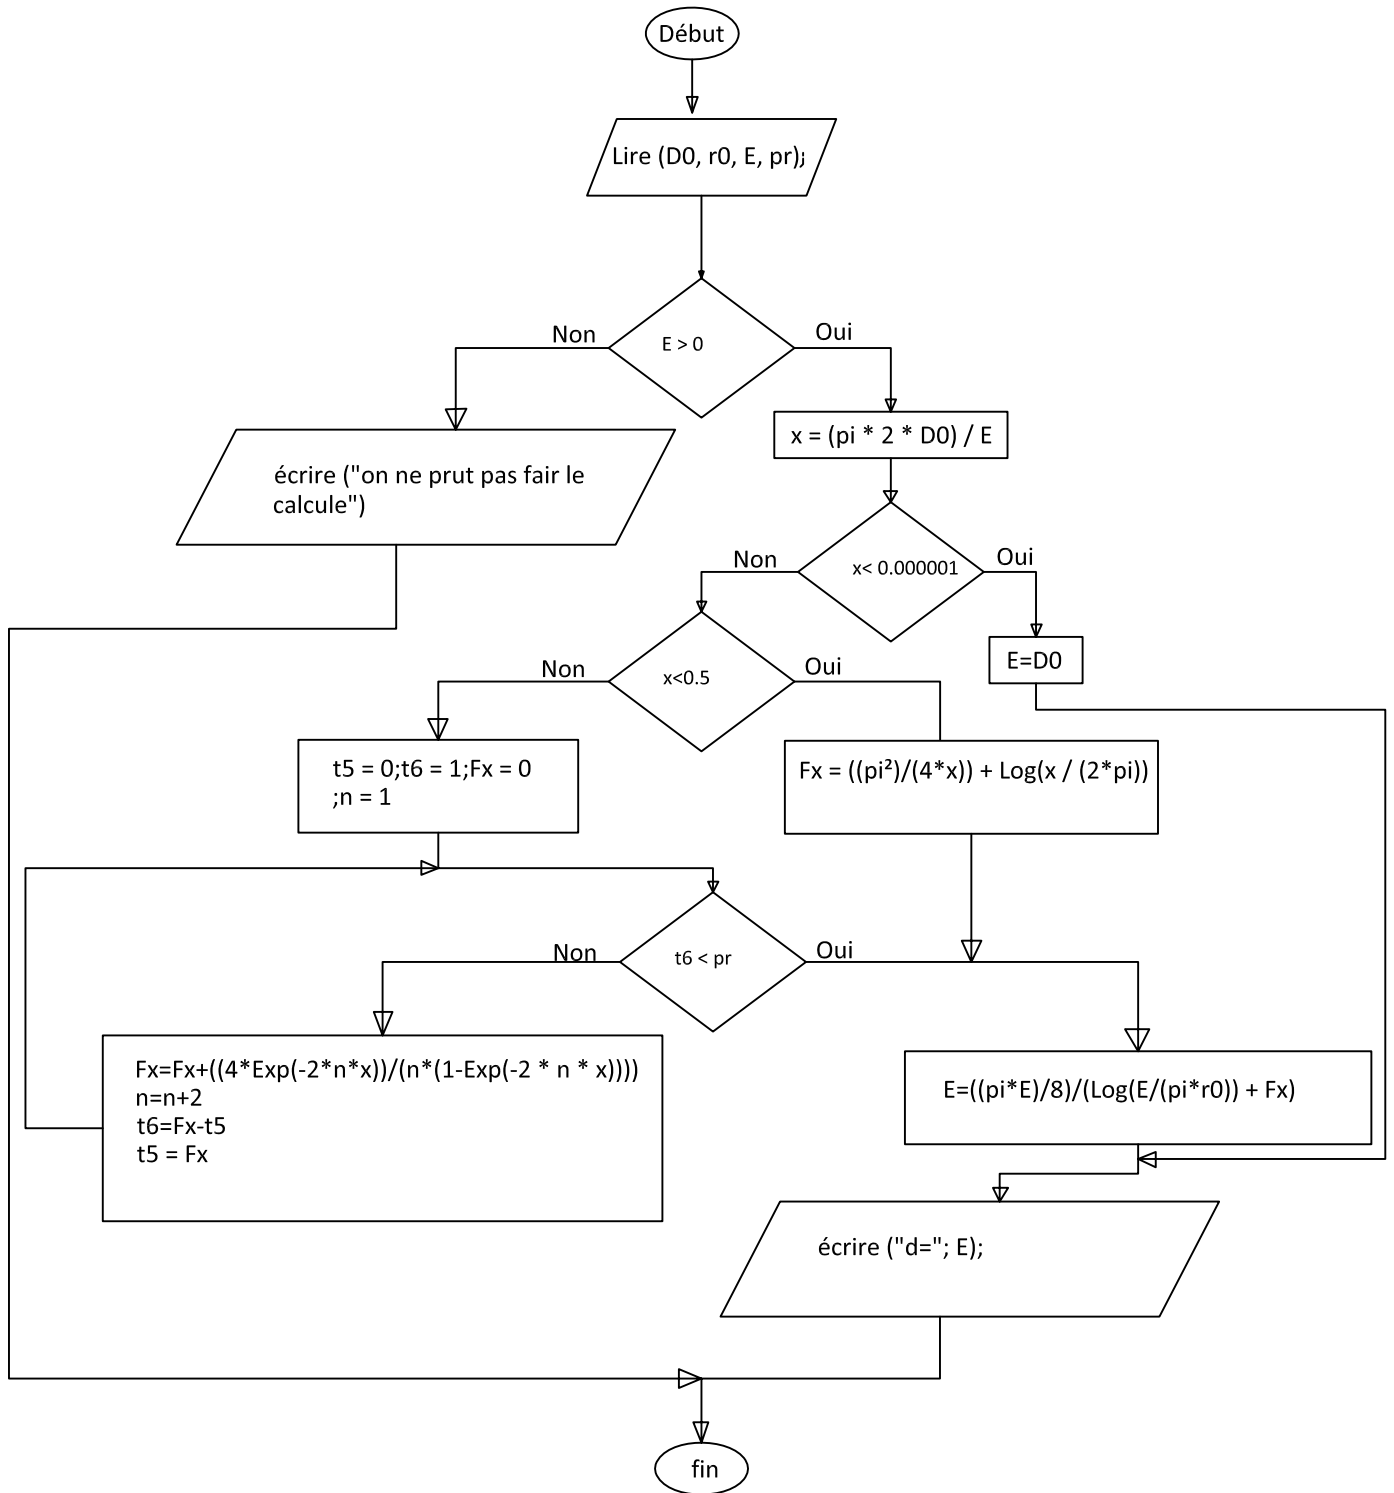 Début
Lire (D0, r0, E, pr);
Non
Oui
E > 0
x = (pi * 2 * D0) / E
écrire ("on ne prut pas fair le
calcule")
Non
Oui
x< 0.000001
E=D0
Non
Oui
x<0.5
t5 = 0;t6 = 1;Fx = 0
;n = 1
Fx = ((pi²)/(4*x)) + Log(x / (2*pi))
Non
Oui
t6 < pr
Fx=Fx+((4*Exp(-2*n*x))/(n*(1-Exp(-2 * n * x))))
n=n+2
t6=Fx-t5
t5 = Fx
E=((pi*E)/8)/(Log(E/(pi*r0)) + Fx)
écrire ("d="; E);
fin